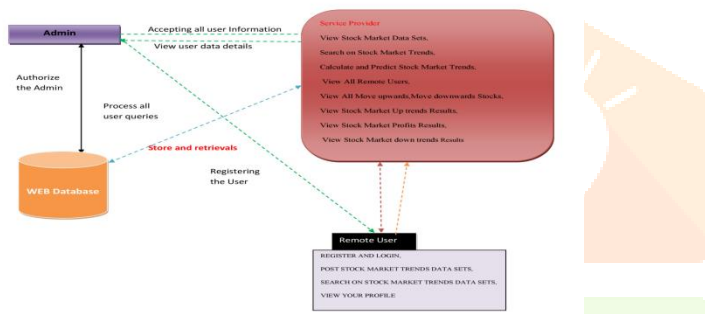 Admin
Accepting all user Information
View user data details
Service Provider
View Stock Market Data Sets,
Search on Stock Market Trends,
Calculate and Predict Stock Market Trends,
View All Remote Users,
View All Move upwards,Move downwards Stocks,
View Stock Market Up trends Results,
View Stock Market Profits Results,
View Stock Market down trends Results
Authorize
the Admin
Process all
user queries
Store and retrievals
Registering
the User
WEB Database
Remote User
REGISTER AND LOGIN,
POST STOCK MARKET TRENDS DATA SETS,
SEARCH ON STOCK MARKET TRENDS DATA SETS,
VIEW YOUR PROFILE